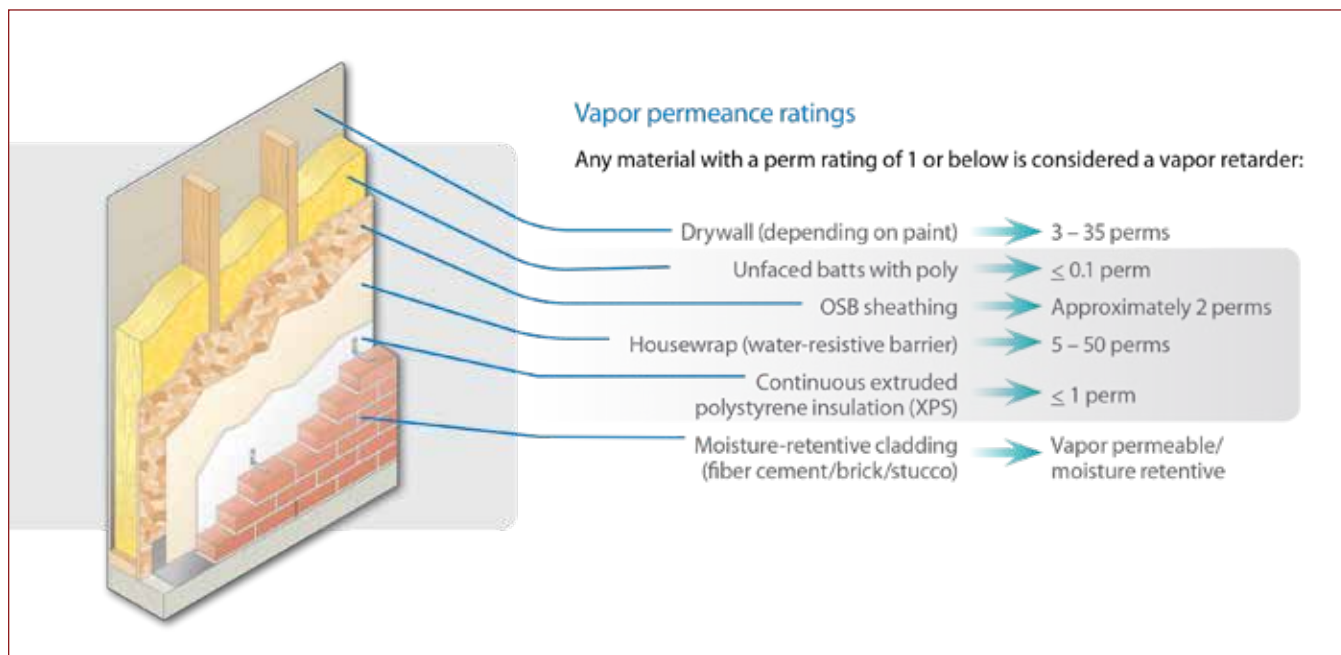 Vapor permeance ratings
Any material with a perm rating of 1 or below is considered a vapor retarder:
Drywall (depending on paint) 3 – 35 perms
Unfaced batts with poly ≤ 0.1 perm
OSB sheathing Approximately 2 perms
Housewrap (water-resistive barrier) 5 – 50 perms
Continuous extruded
polystyrene insulation (XPS) ≤ 1 perm
Moisture-retentive cladding Vapor permeable/
(fiber cement/brick/stucco) moisture retentive